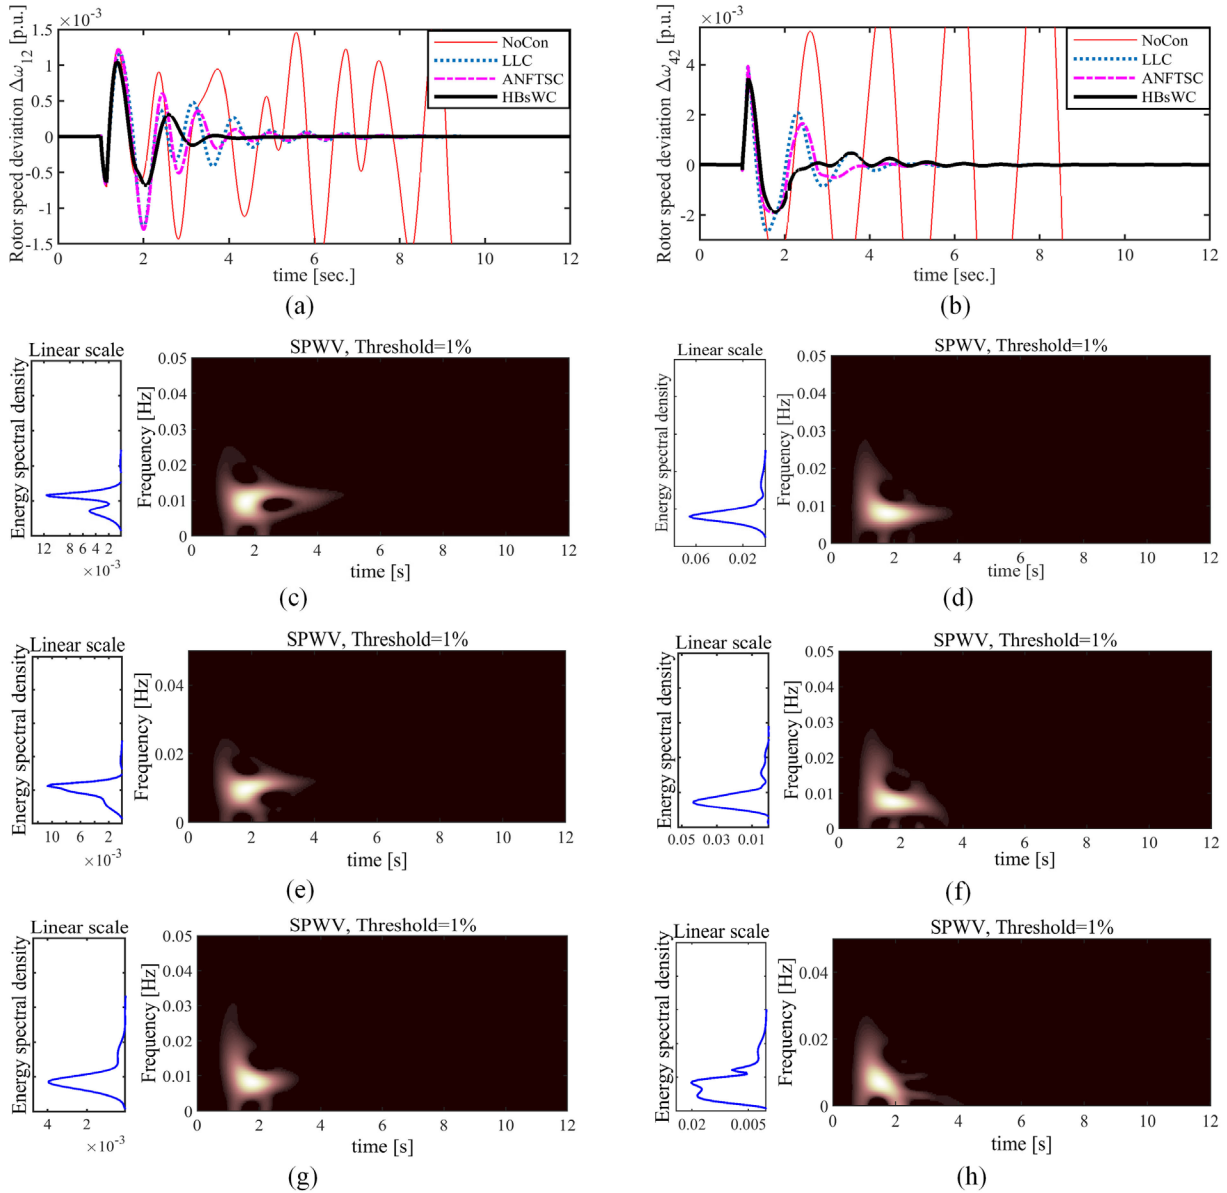 ×10⁻³
Rotor speed deviation Δω₁₂ [p.u.]
1.5
1
0.5
0
-0.5
-1
-1.5
NoCon
LLC
ANFTSC
HBsWC
0 2 4 6 8 10 12
time [sec.]
(a)
×10⁻³
Rotor speed deviation Δω₄₂ [p.u.]
4
2
0
-2
NoCon
LLC
ANFTSC
HBsWC
0 2 4 6 8 10 12
time [sec.]
(b)
Linear scale
Energy spectral density
12 8 6 4 2
×10⁻³
SPWV, Threshold=1%
Frequency [Hz]
0.05
0.04
0.03
0.02
0.01
0
0 2 4 6 8 10 12
time [s]
(c)
Linear scale
Energy spectral density
0.06 0.02
SPWV, Threshold=1%
Frequency [Hz]
0.05
0.04
0.03
0.02
0.01
0
0 2 4 6 8 10 12
time [s]
(d)
Linear scale
Energy spectral density
10 6 2
×10⁻³
SPWV, Threshold=1%
Frequency [Hz]
0.04
0.02
0
0 2 4 6 8 10 12
time [s]
(e)
Linear scale
Energy spectral density
0.05 0.03 0.01
SPWV, Threshold=1%
Frequency [Hz]
0.05
0.04
0.03
0.02
0.01
0
0 2 4 6 8 10 12
time [s]
(f)
Linear scale
Energy spectral density
4 2
×10⁻³
SPWV, Threshold=1%
Frequency [Hz]
0.05
0.04
0.03
0.02
0.01
0
0 2 4 6 8 10 12
time [s]
(g)
Linear scale
Energy spectral density
0.02 0.005
SPWV, Threshold=1%
Frequency [Hz]
0.04
0.02
0
0 2 4 6 8 10 12
time [s]
(h)